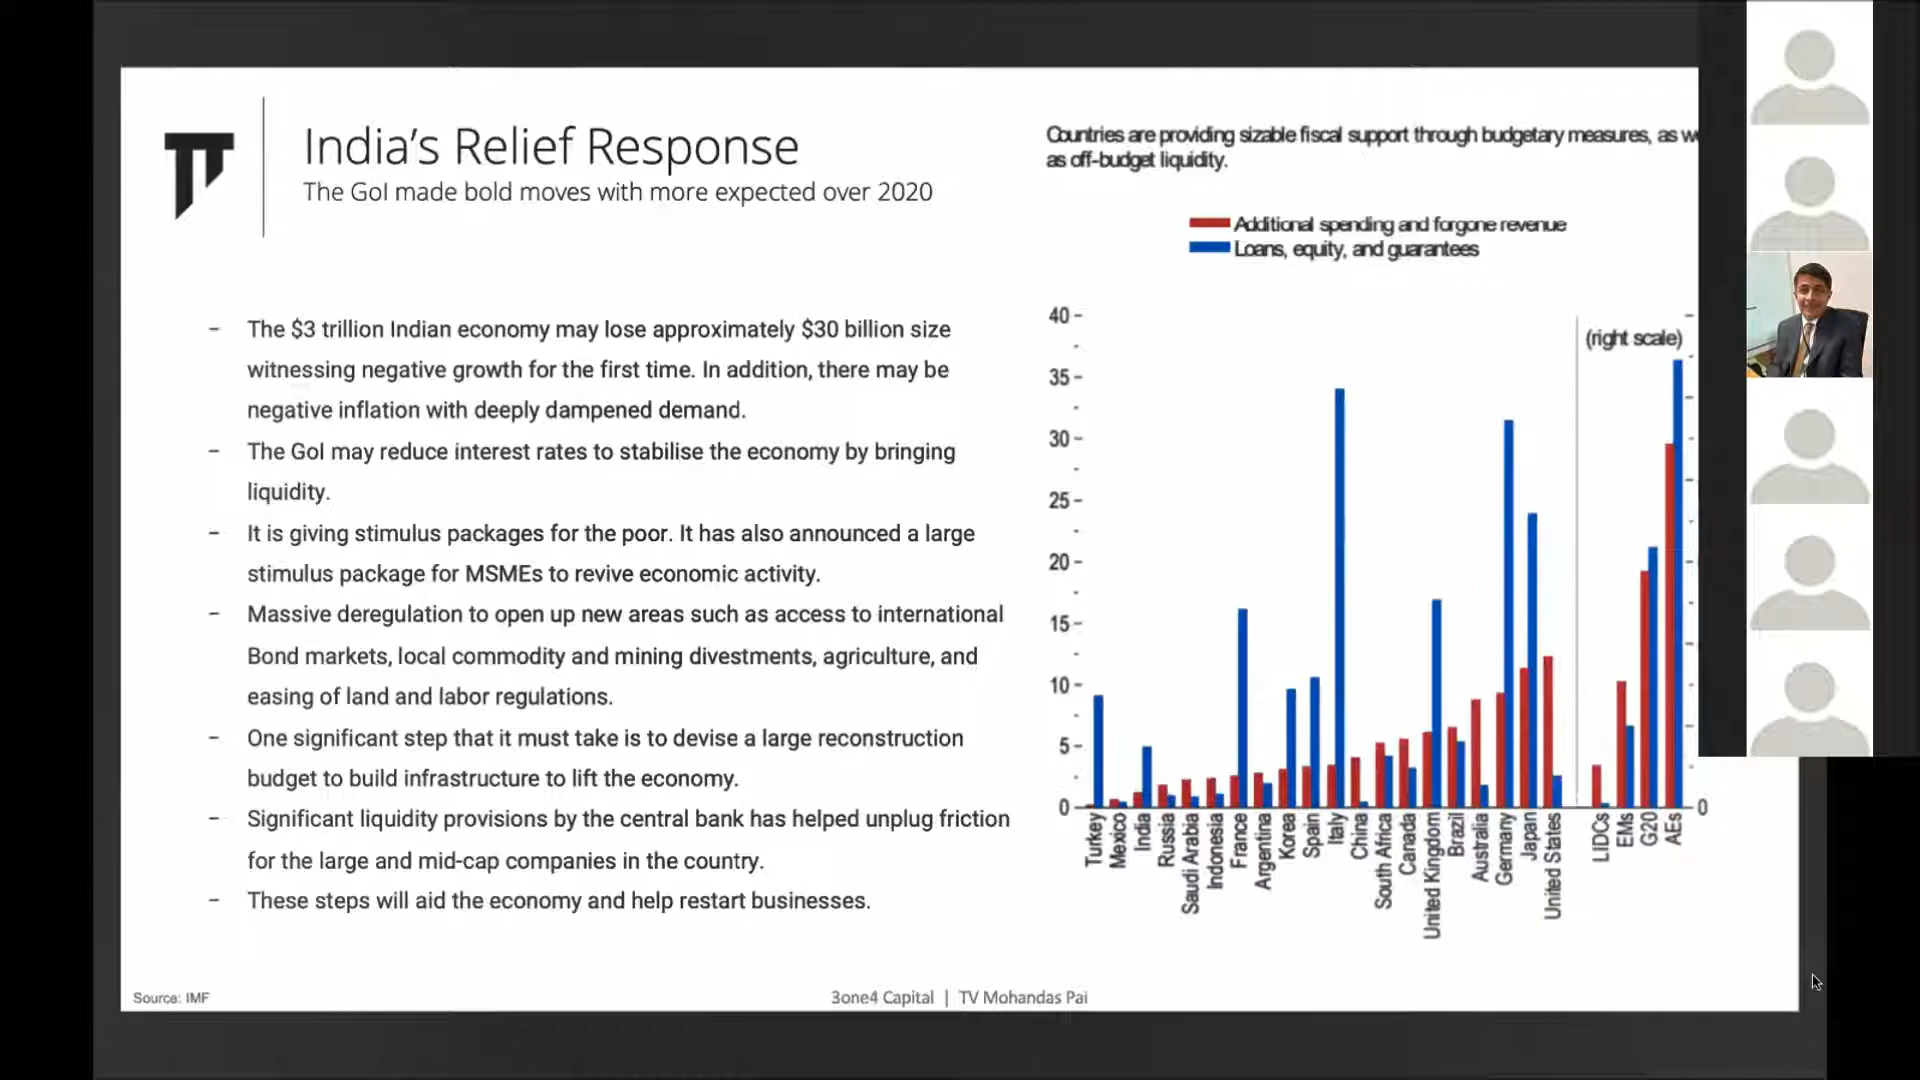 India's Relief Response
The GoI made bold moves with more expected over 2020
- The $3 trillion Indian economy may lose approximately $30 billion size
witnessing negative growth for the first time. In addition, there may be
negative inflation with deeply dampened demand.
- The GoI may reduce interest rates to stabilise the economy by bringing
liquidity.
- It is giving stimulus packages for the poor. It has also announced a large
stimulus package for MSMEs to revive economic activity.
- Massive deregulation to open up new areas such as access to international
Bond markets, local commodity and mining divestments, agriculture, and
easing of land and labor regulations.
- One significant step that it must take is to devise a large reconstruction
budget to build infrastructure to lift the economy.
- Significant liquidity provisions by the central bank has helped unplug friction
for the large and mid-cap companies in the country.
- These steps will aid the economy and help restart businesses.
Countries are providing sizable fiscal support through budgetary measures, as
as off-budget liquidity.
Additional spending and forgone revenue
Loans, equity, and guarantees
(right scale)
40
35
30
25
20
15
10
5
0
0
Turkey
Mexico
India
Russia
Saudi Arabia
Indonesia
France
Argentina
Korea
Spain
Italy
China
South Africa
Canada
United Kingdom
Brazil
Australia
Germany
Japan
United States
LIDCs
EMs
G20
AEs
Source: IMF
3one4 Capital | TV Mohandas Pai